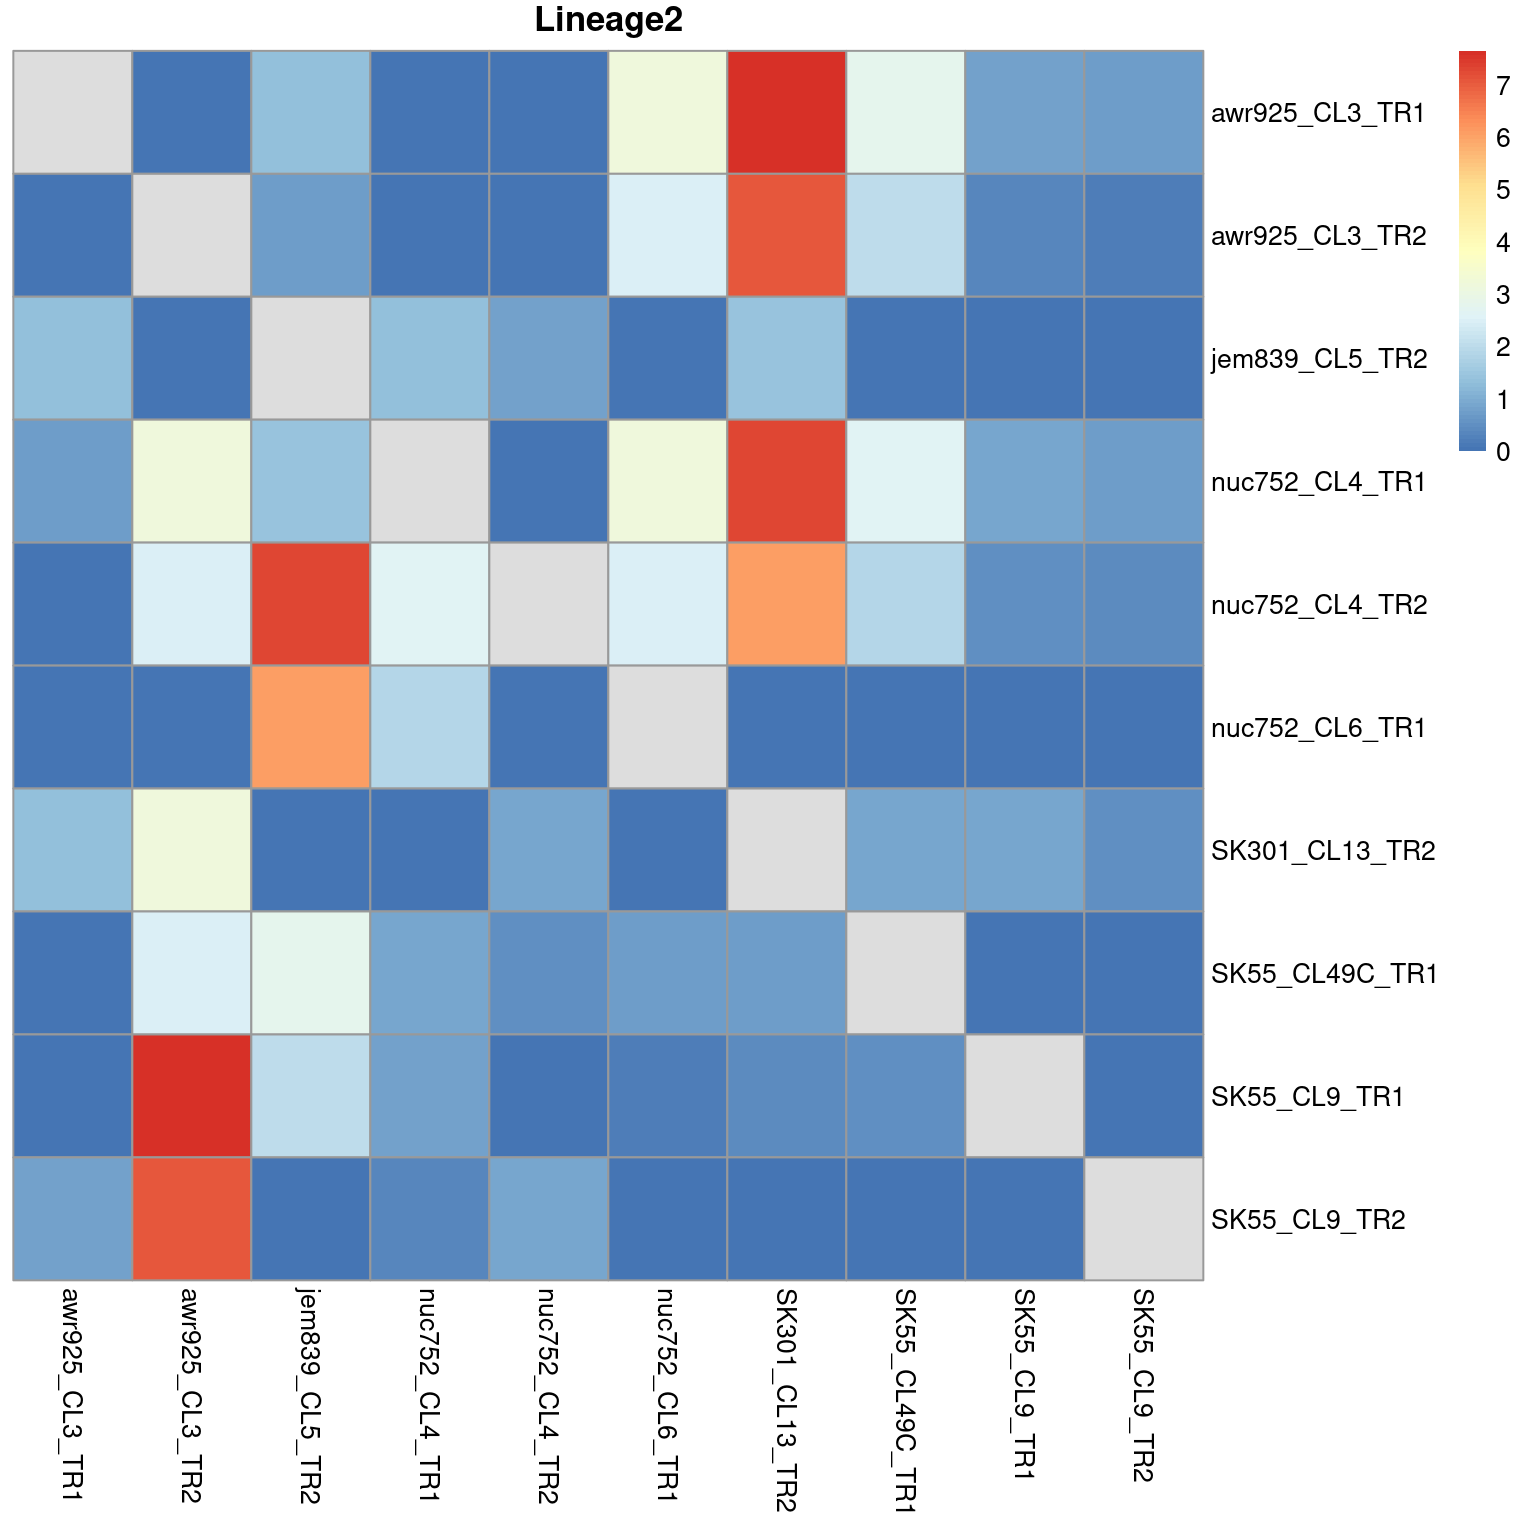 Lineage2
awr925_CL3_TR1
awr925_CL3_TR2
jem839_CL5_TR2
nuc752_CL4_TR1
nuc752_CL4_TR2
nuc752_CL6_TR1
SK301_CL13_TR2
SK55_CL49C_TR1
SK55_CL9_TR1
SK55_CL9_TR2
7
6
5
4
3
2
1
0
awr925_CL3_TR1
awr925_CL3_TR2
jem839_CL5_TR2
nuc752_CL4_TR1
nuc752_CL4_TR2
nuc752_CL6_TR1
SK301_CL13_TR2
SK55_CL49C_TR1
SK55_CL9_TR1
SK55_CL9_TR2